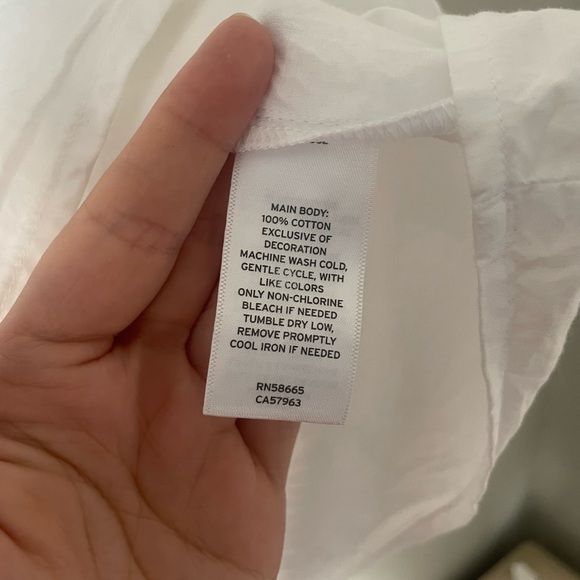 MAIN BODY:
100% COTTON
EXCLUSIVE OF
DECORATION
MACHINE WASH COLD,
GENTLE CYCLE, WITH
LIKE COLORS
ONLY NON-CHLORINE
BLEACH IF NEEDED
TUMBLE DRY LOW,
REMOVE PROMPTLY
COOL IRON IF NEEDED
RN58665
CA57963